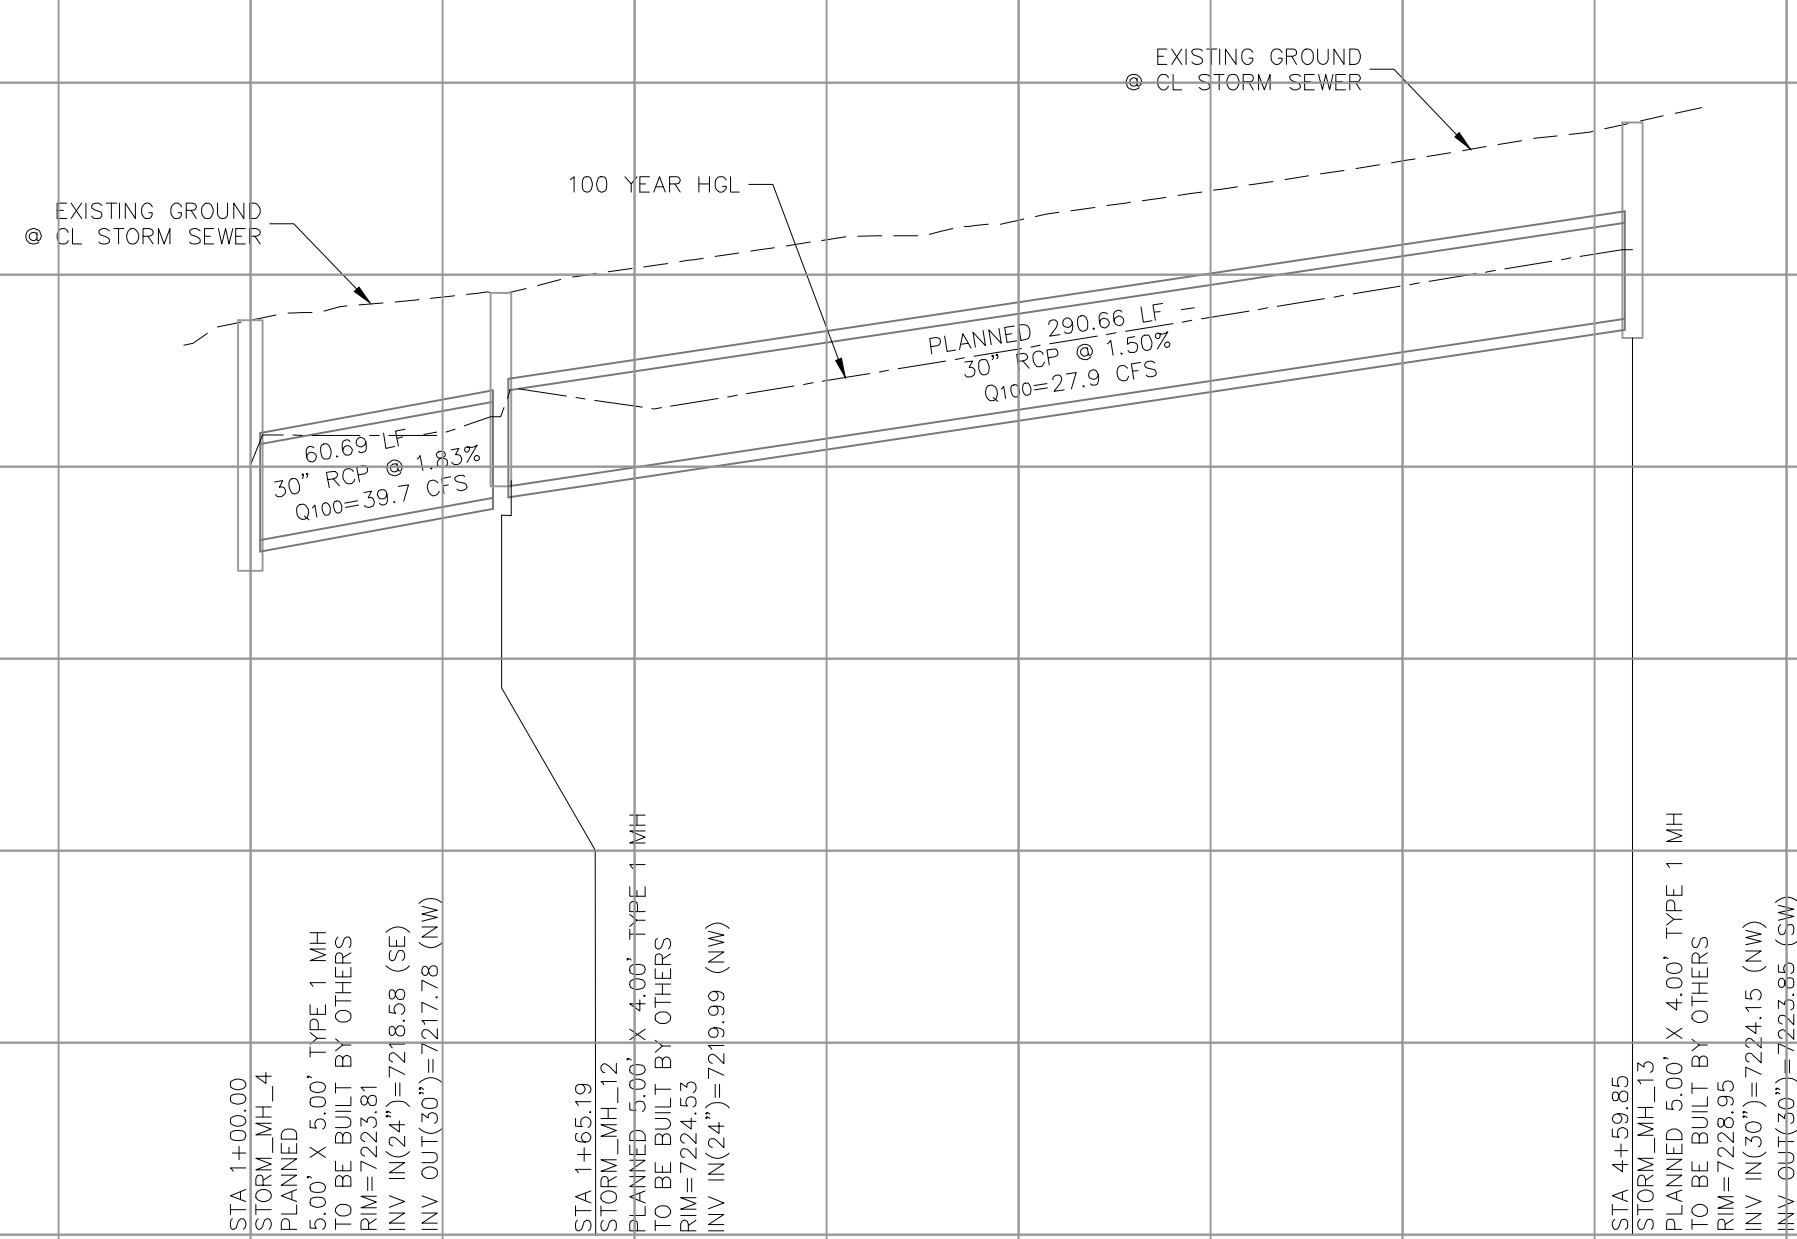 EXISTING GROUND
@ CL STORM SEWER
100 YEAR HGL
EXISTING GROUND
@ CL STORM SEWER
PLANNED 290.66 LF
30" RCP @ 1.50%
Q100=27.9 CFS
60.69 LF
30" RCP @ 1.83%
Q100=39.7 CFS
STA 1+00.00
STORM_MH_4
PLANNED
5.00' X 5.00' TYPE 1 MH
TO BE BUILT BY OTHERS
RIM=7223.81
INV IN(24")=7218.58 (SE)
INV OUT(30")=7217.78 (NW)
STA 1+65.19
STORM_MH_12
PLANNED 5.00' X 4.00' TYPE 1 MH
TO BE BUILT BY OTHERS
RIM=7224.53
INV IN(24")=7219.99 (NW)
STA 4+59.85
STORM_MH_13
PLANNED 5.00' X 4.00' TYPE 1 MH
TO BE BUILT BY OTHERS
RIM=7228.95
INV IN(30")=7224.15 (NW)
INV OUT(30")=7223.85 (SW)